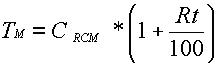 T_M = C_RCM * (1 + Rt/100)